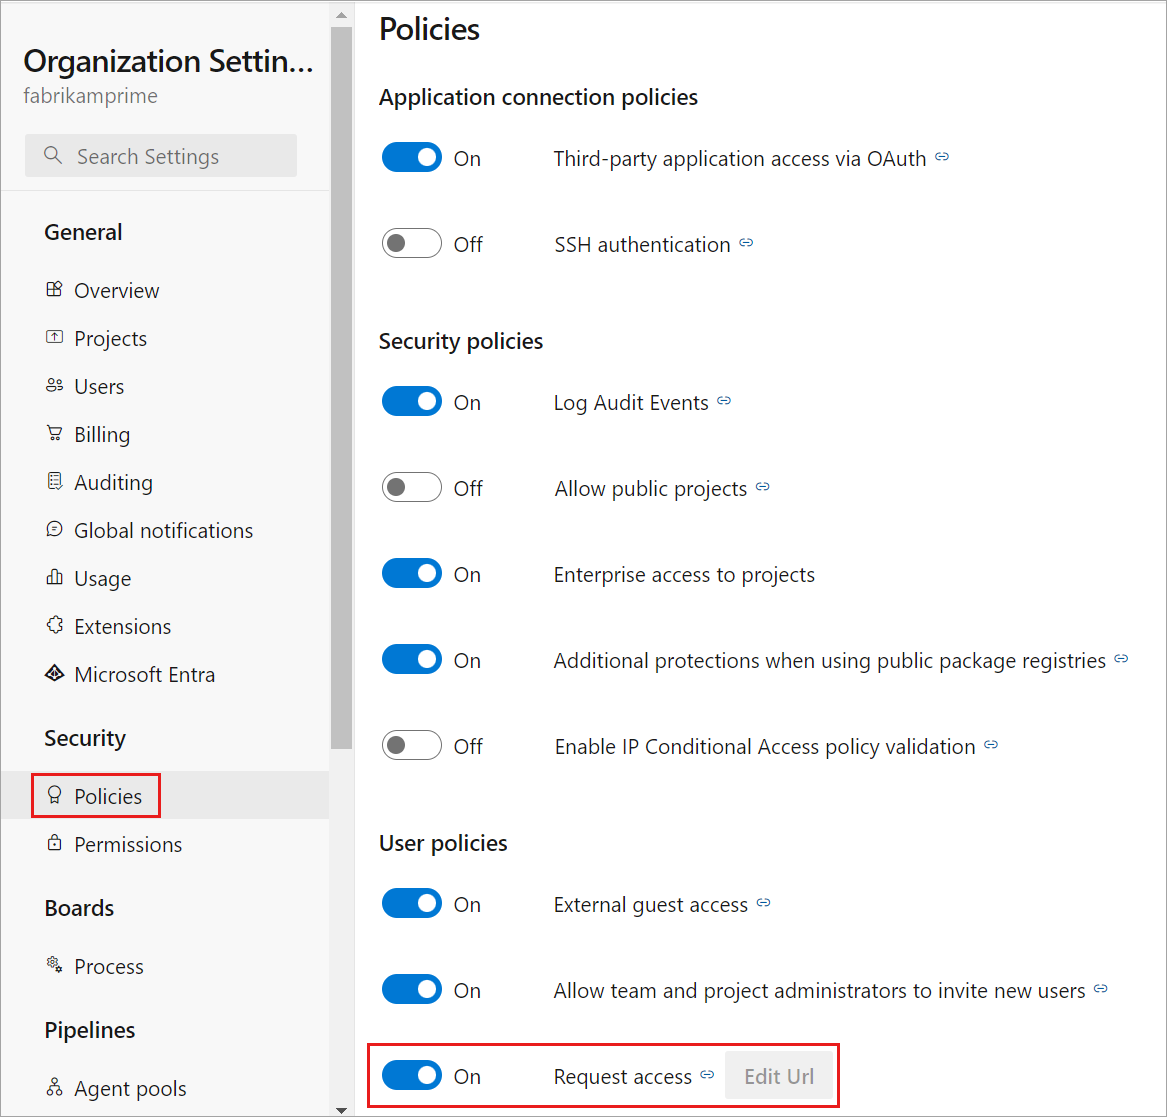 Organization Settin...
fabrikamprime
Search Settings
General
Overview
Projects
Users
Billing
Auditing
Global notifications
Usage
Extensions
Microsoft Entra
Security
Policies
Permissions
Boards
Process
Pipelines
Agent pools
Policies
Application connection policies
On Third-party application access via OAuth
Off SSH authentication
Security policies
On Log Audit Events
Off Allow public projects
On Enterprise access to projects
On Additional protections when using public package registries
Off Enable IP Conditional Access policy validation
User policies
On External guest access
On Allow team and project administrators to invite new users
On Request access Edit Url